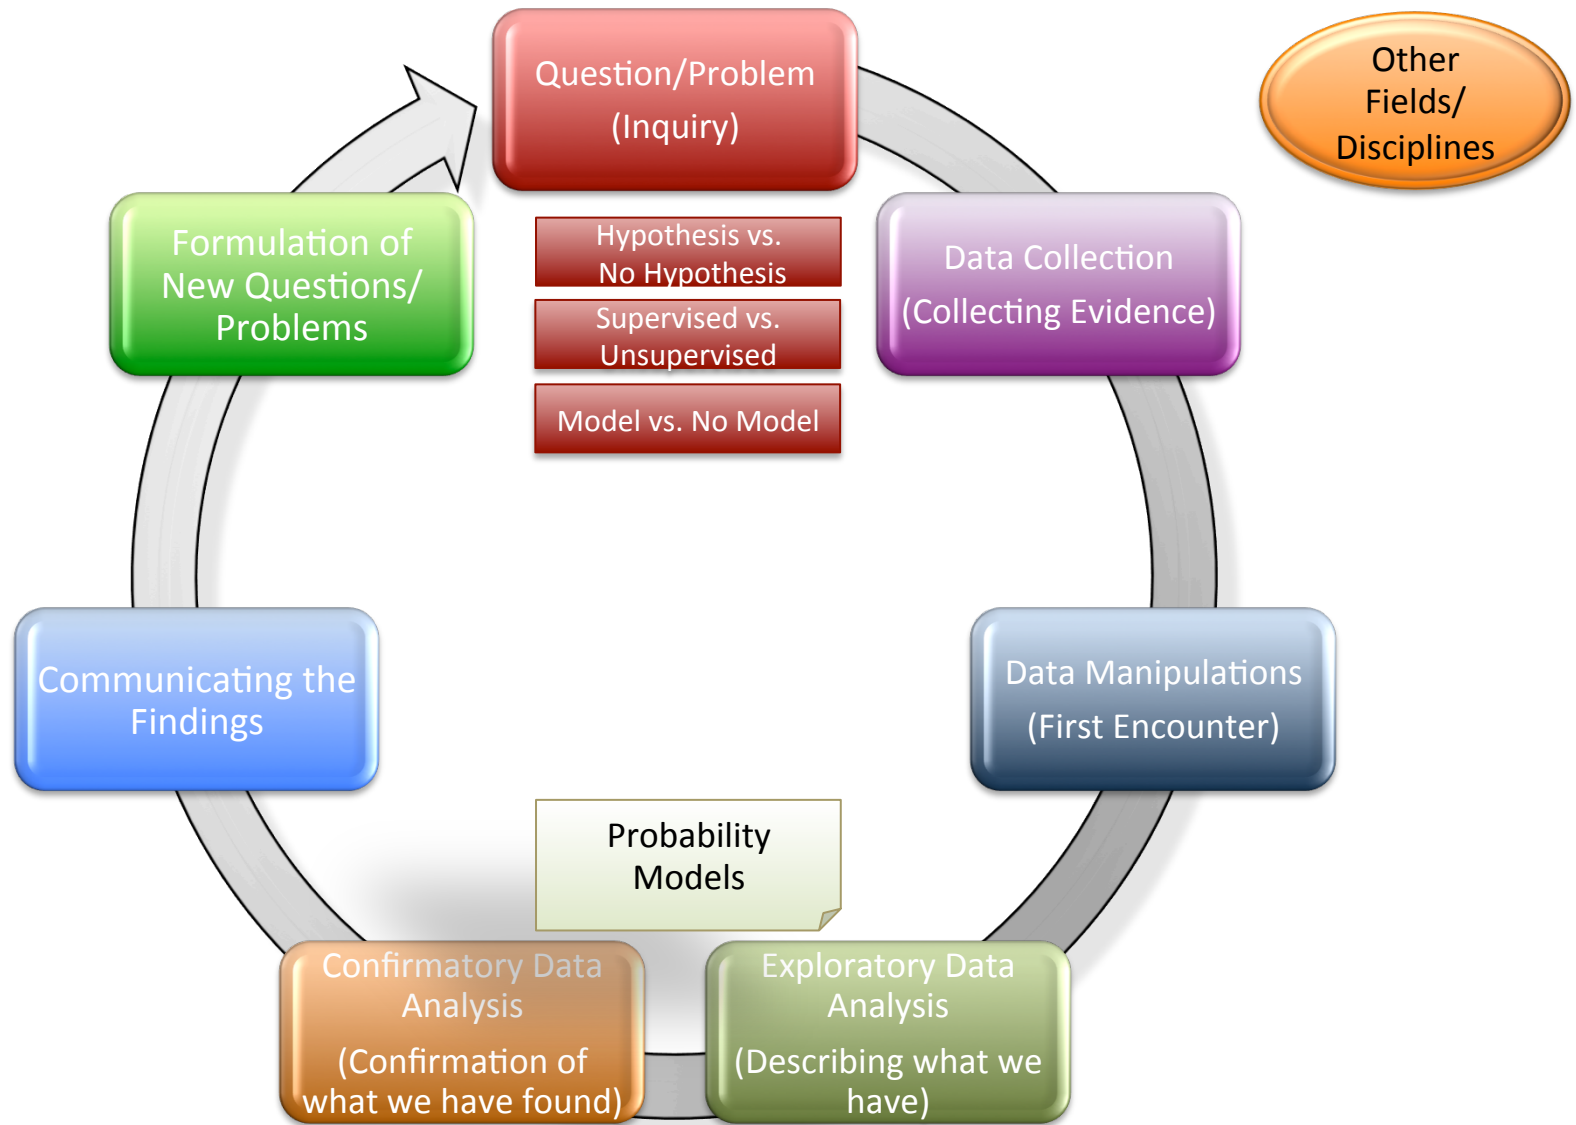 Question/Problem
(Inquiry)
Other
Fields/
Disciplines
Hypothesis vs.
No Hypothesis
Supervised vs.
Unsupervised
Model vs. No Model
Data Collection
(Collecting Evidence)
Data Manipulations
(First Encounter)
Exploratory Data
Analysis
(Describing what we
have)
Probability
Models
Confirmatory Data
Analysis
(Confirmation of
what we have found)
Communicating the
Findings
Formulation of
New Questions/
Problems